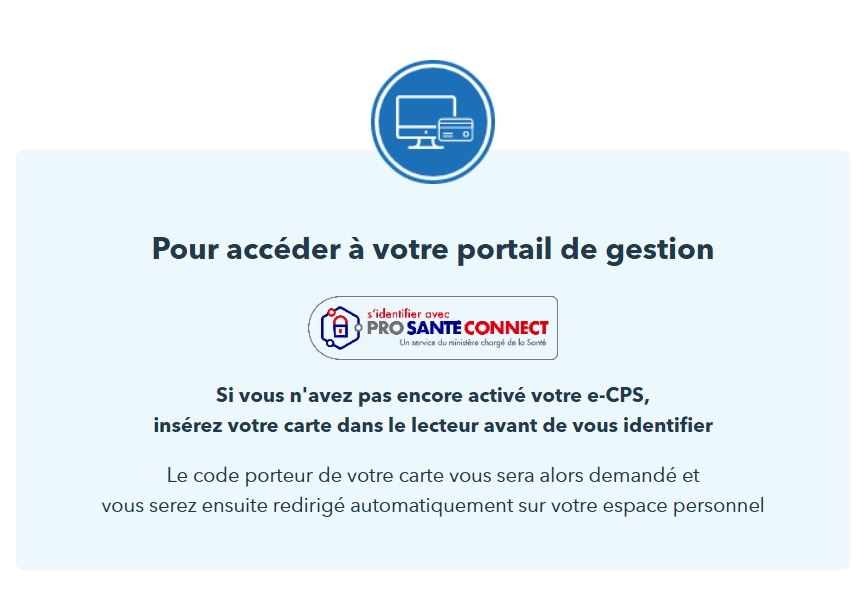 Pour accéder à votre portail de gestion
s'identifier avec
PRO SANTÉ CONNECT
Un service du ministère chargé de la Santé
Si vous n'avez pas encore activé votre e-CPS,
insérez votre carte dans le lecteur avant de vous identifier
Le code porteur de votre carte vous sera alors demandé et
vous serez ensuite redirigé automatiquement sur votre espace personnel